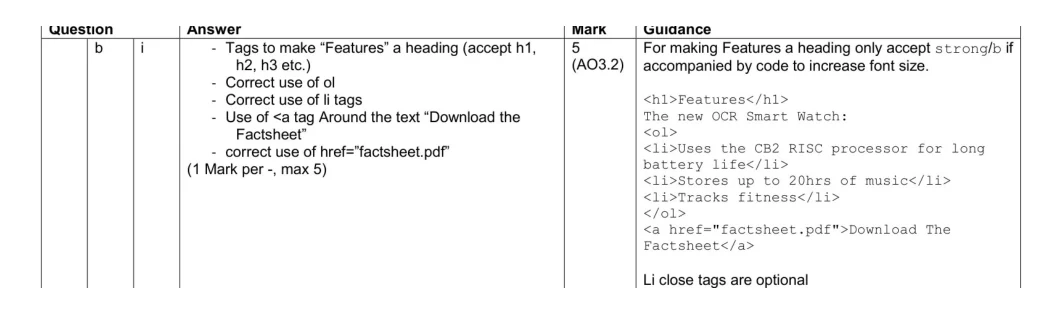 Question Answer Mark Guidance
b i
- Tags to make “Features” a heading (accept h1,
h2, h3 etc.)
- Correct use of ol
- Correct use of li tags
- Use of <a tag Around the text “Download the
Factsheet”
- correct use of href=”factsheet.pdf”
(1 Mark per -, max 5)
5
(AO3.2)
For making Features a heading only accept strong/b if
accompanied by code to increase font size.
<h1>Features</h1>
The new OCR Smart Watch:
<ol>
<li>Uses the CB2 RISC processor for long
battery life</li>
<li>Stores up to 20hrs of music</li>
<li>Tracks fitness</li>
</ol>
<a href="factsheet.pdf">Download The
Factsheet</a>
Li close tags are optional